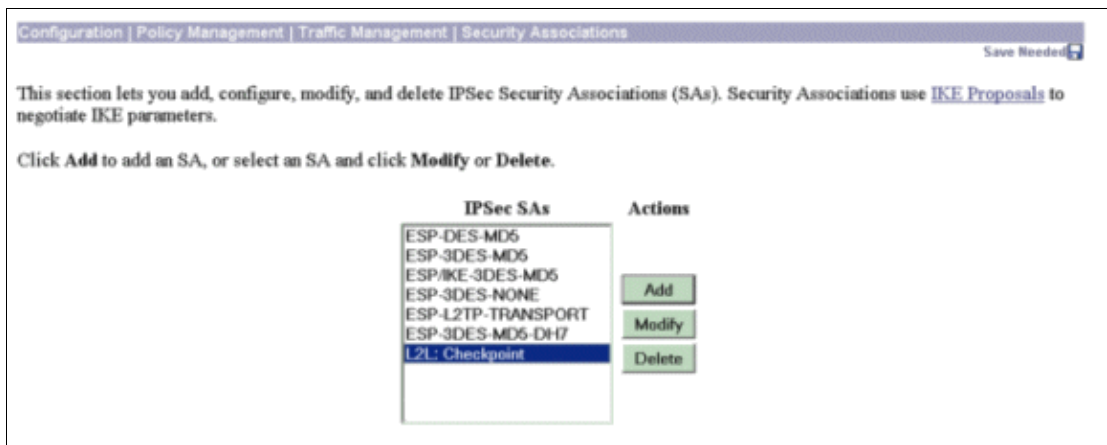 Configuration | Policy Management | Traffic Management | Security Associations
Save Needed
This section lets you add, configure, modify, and delete IPSec Security Associations (SAs). Security Associations use IKE Proposals to
negotiate IKE parameters.
Click Add to add an SA, or select an SA and click Modify or Delete.
IPSec SAs
Actions
ESP-DES-MD5
ESP-3DES-MD5
ESP/IKE-3DES-MD5
ESP-3DES-NONE
ESP-L2TP-TRANSPORT
ESP-3DES-MD5-DH7
L2L: Checkpoint
Add
Modify
Delete